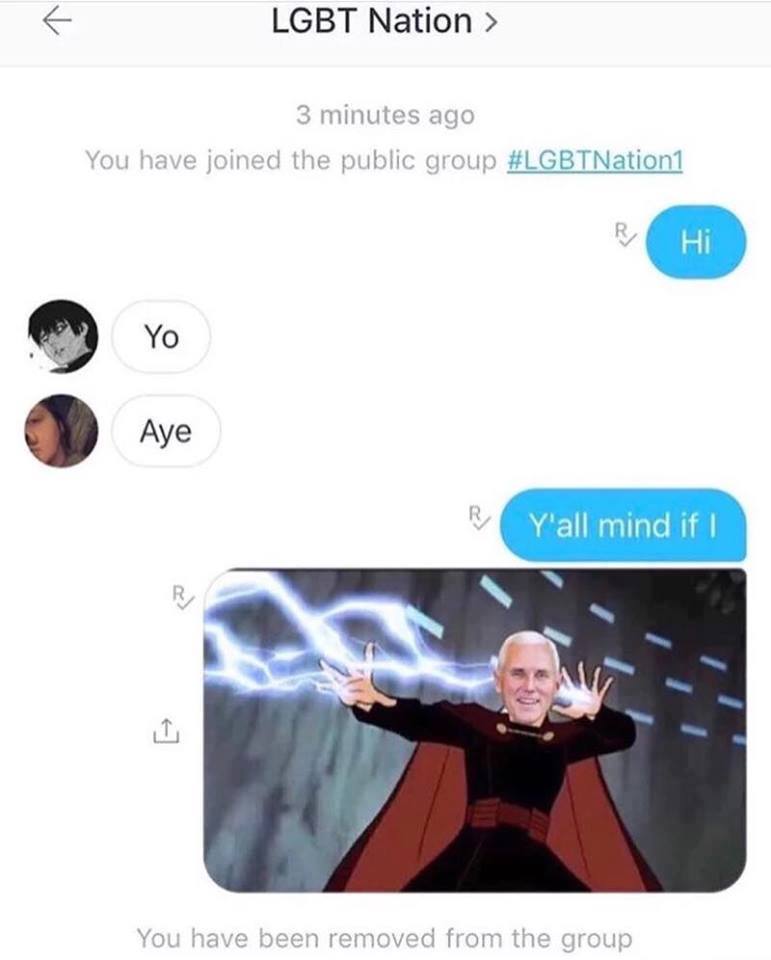 LGBT Nation >
3 minutes ago
You have joined the public group #LGBTNation1
R Hi
Yo
Aye
R Y'all mind if I
R
You have been removed from the group